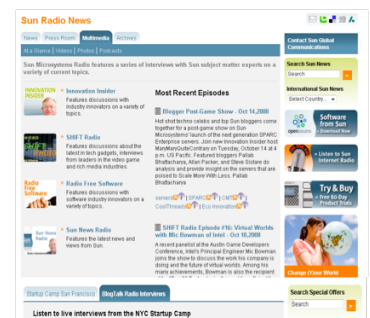 Sun Radio News
News
Press Room
Multimedia
Archives
At a Glance | Videos | Photos | Podcasts
Sun Microsystems Radio features a series of interviews with Sun subject matter experts on a
variety of current topics.
INNOVATION
INSIDER
Innovation Insider
Features discussions with
industry innovators on a variety of
topics.
SHIFT Radio
Features discussions about the
latest in tech gadgets, interviews
from leaders in the video game
and rich media industries.
Radio
Free
Software
Radio Free Software
Features discussions with
software industry innovators on a
variety of topics.
Sun News
Radio
Sun News Radio
Features the latest news and
views from Sun.
Most Recent Episodes
Blogger Post-Game Show - Oct 14,2008
Hot shot techno celebs and top Sun bloggers come
together for a post-game show on Sun
Microsystems' launch of the next generation SPARC
Enterprise servers. Join new Innovation Insider host
MaryMaryQuiteContrary on Tuesday, October 14 at 4
p.m. US Pacific. Featured bloggers Pallab
Bhattacharya, Allan Packer, and Steve Sistare do
analysis and provide insight on the servers that are
poised to Scale More With Less. Pallab
Bhattacharya
servers | SPARC | CMT |
CoolThreads | Eco Innovation
SHIFT Radio Episode #16: Virtual Worlds
with Mic Bowman of Intel - Oct 10,2008
A recent panelist at the Austin Game Developers
Conference, Intel's Principal Engineer Mic Bowman
joins the show to discuss the work his company is
doing and the future of virtual worlds. Among his
many achievements, Bowman is also the recipient
Contact Sun Global
Communications
Search Sun News
Search
International Sun News
Select Country...
Software
from Sun
» Download Now
» Listen to Sun
Internet Radio
Try & Buy
» Free 60-Day
Product Trials
Change (Y)our World
Startup Camp San Francisco
BlogTalk Radio Interviews
Listen to live interviews from the NYC Startup Camp
Search Special Offers
Search